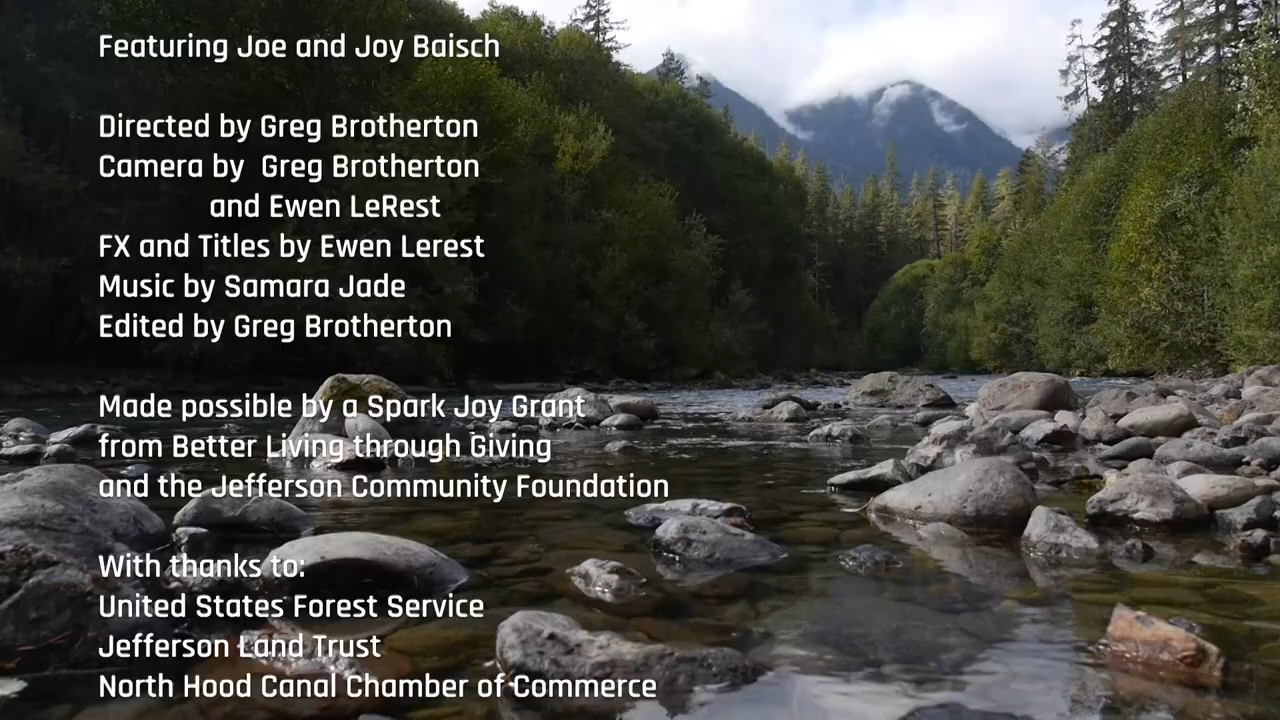 Featuring Joe and Joy Baisch
Directed by Greg Brotherton
Camera by  Greg Brotherton
and Ewen LeRest
FX and Titles by Ewen Lerest
Music by Samara Jade
Edited by Greg Brotherton
Made possible by a Spark Joy Grant
from Better Living through Giving
and the Jefferson Community Foundation
With thanks to:
United States Forest Service
Jefferson Land Trust
North Hood Canal Chamber of Commerce